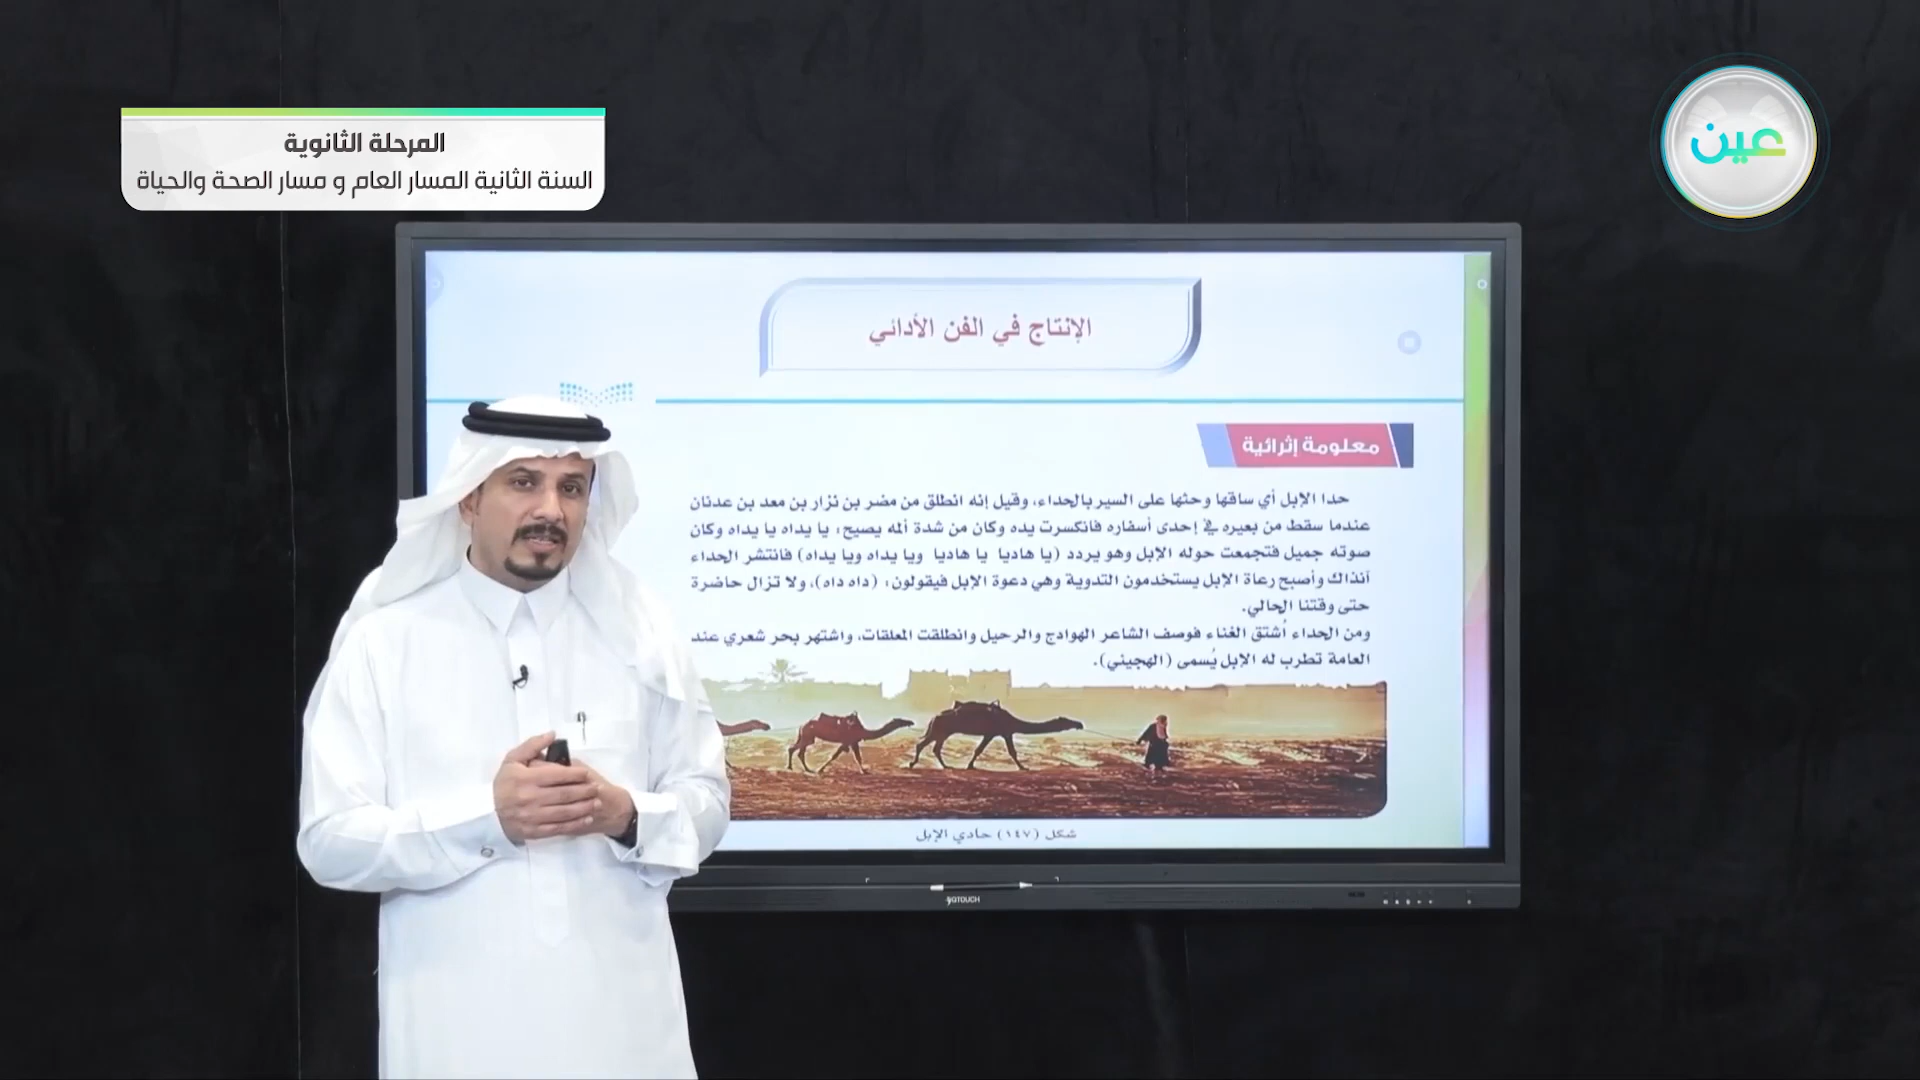 المرحلة الثانوية
السنة الثانية المسار العام و مسار الصحة والحياة
عين
الإنتاج في الفن الأدائي
معلومة إثرائية
حدا الإبل أي ساقها وحثها على السير بالحداء، وقيل إنه انطلق من مضر بن نزار بن معد بن عدنان
عندما سقط من بعيره في إحدى أسفاره فانكسرت يده وكان من شدة ألمه يصيح: يا يداه يا يداه وكان
صوته جميل فتجمعت حوله الإبل وهو يردد (يا هاديا يا هاديا ويا يداه ويا يداه) فانتشر الحداء
آنذاك وأصبح رعاة الإبل يستخدمون التدوية وهي دعوة الإبل فيقولون: (داه داه)، ولا تزال حاضرة
حتى وقتنا الحالي.
ومن الحداء أُشتق الغناء فوصف الشاعر الهوادج والرحيل وانطلقت المعلقات، واشتهر بحر شعري عند
العامة تطرب له الإبل يُسمى (الهجيني).
شكل (١٤٧) حادي الإبل